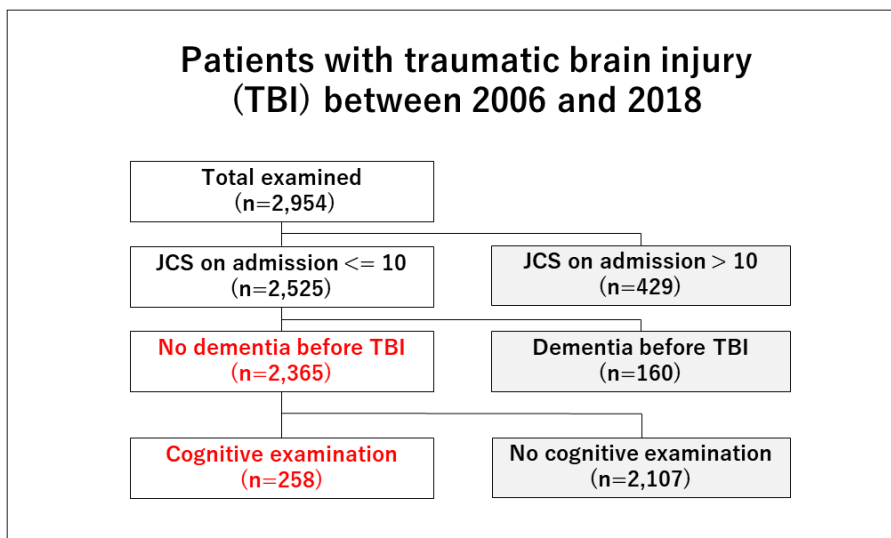 Patients with traumatic brain injury
(TBI) between 2006 and 2018
Total examined
(n=2,954)
JCS on admission <= 10
(n=2,525)
JCS on admission > 10
(n=429)
No dementia before TBI
(n=2,365)
Dementia before TBI
(n=160)
Cognitive examination
(n=258)
No cognitive examination
(n=2,107)